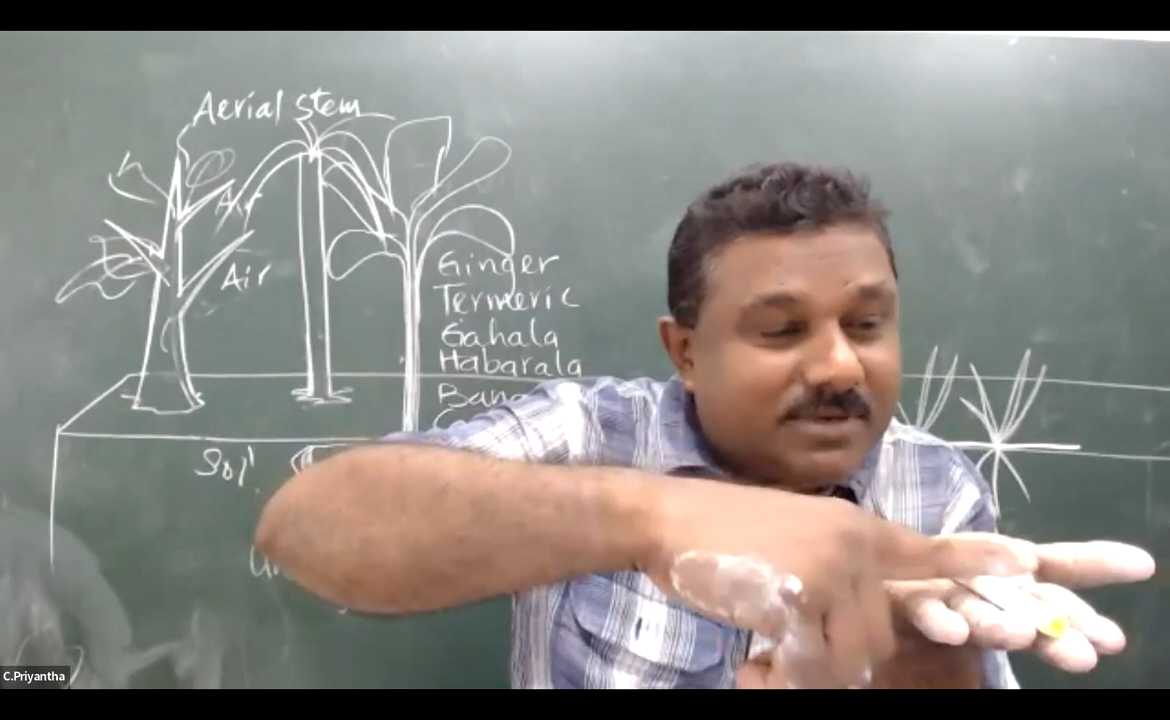 Aerial stem
Air
Air
Ginger
Termeric
Gahala
Habarala
Soil
C.Priyantha